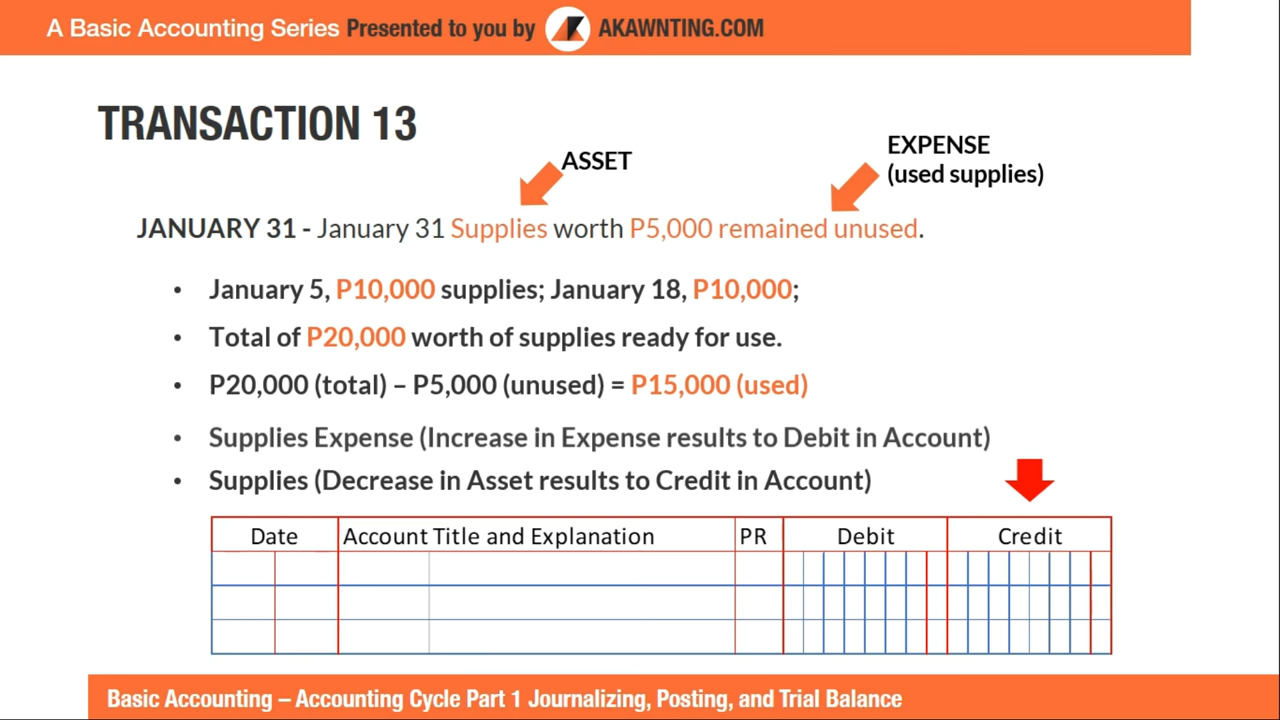 A Basic Accounting Series Presented to you by AKAWNTING.COM
TRANSACTION 13
ASSET
EXPENSE
(used supplies)
JANUARY 31 - January 31 Supplies worth P5,000 remained unused.
• January 5, P10,000 supplies; January 18, P10,000;
• Total of P20,000 worth of supplies ready for use.
• P20,000 (total) – P5,000 (unused) = P15,000 (used)
• Supplies Expense (Increase in Expense results to Debit in Account)
• Supplies (Decrease in Asset results to Credit in Account)
Date Account Title and Explanation PR Debit Credit
Basic Accounting – Accounting Cycle Part 1 Journalizing, Posting, and Trial Balance